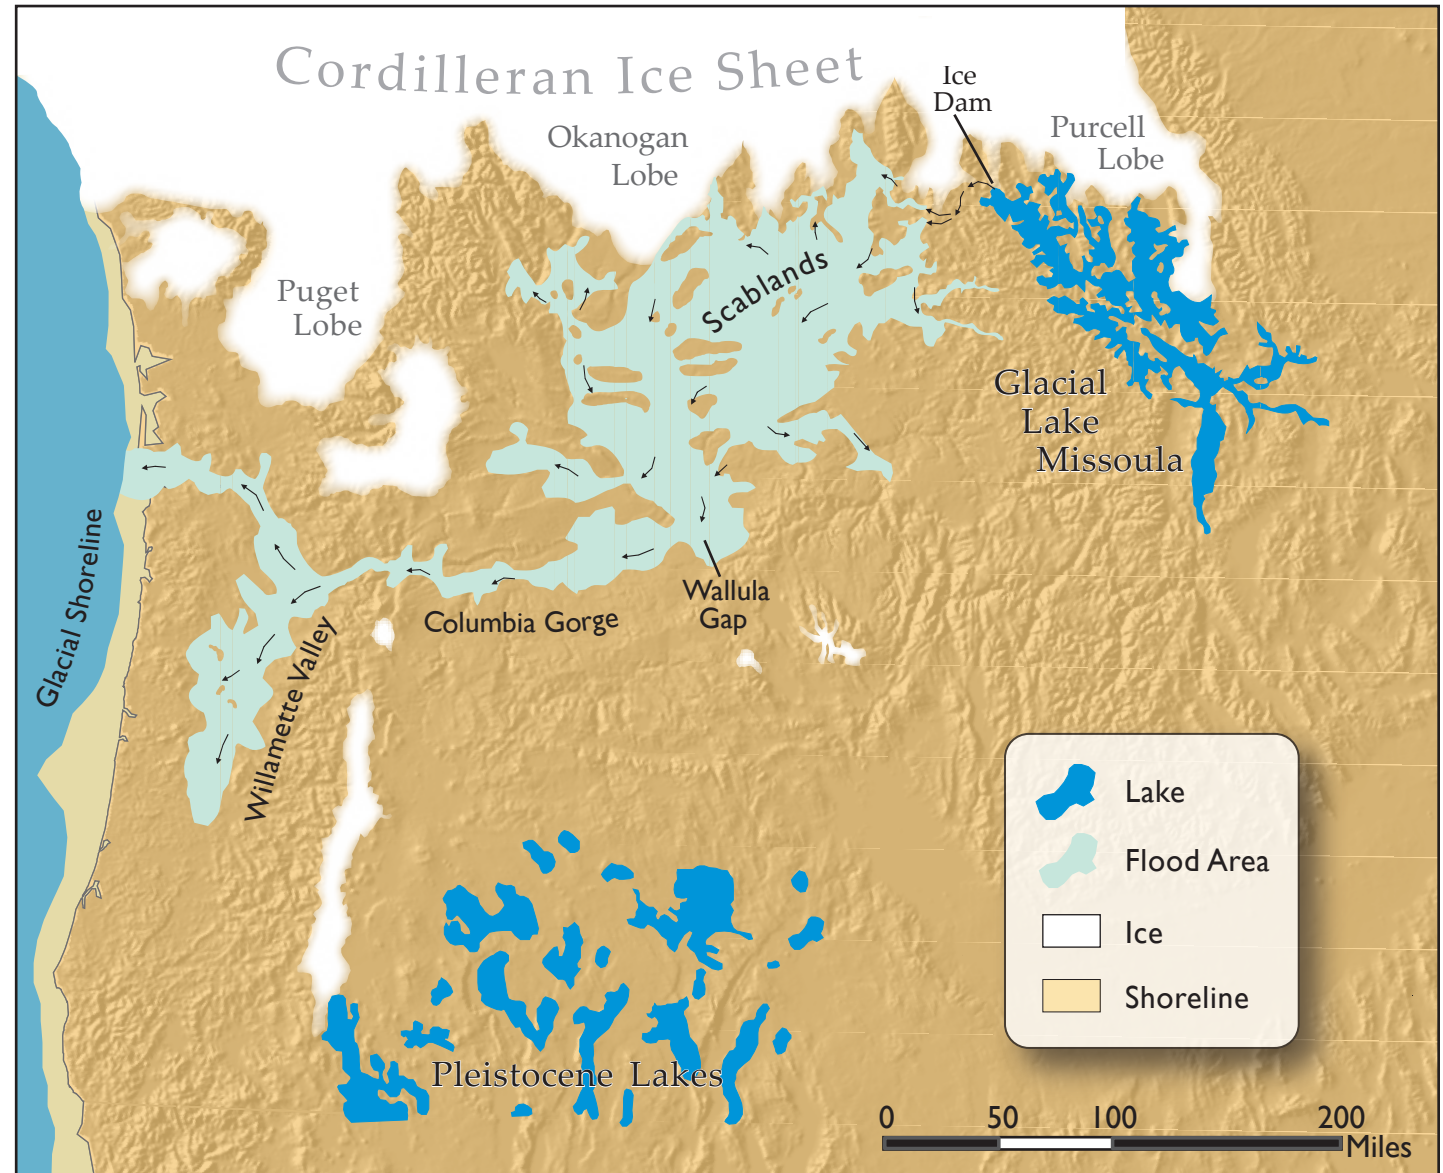 Cordilleran Ice Sheet
Ice
Dam
Okanogan
Lobe
Purcell
Lobe
Puget
Lobe
Scablands
Glacial
Lake
Missoula
Glacial Shoreline
Wallula
Gap
Columbia Gorge
Willamette Valley
Lake
Flood Area
Ice
Shoreline
Pleistocene Lakes
0 50 100 200
Miles